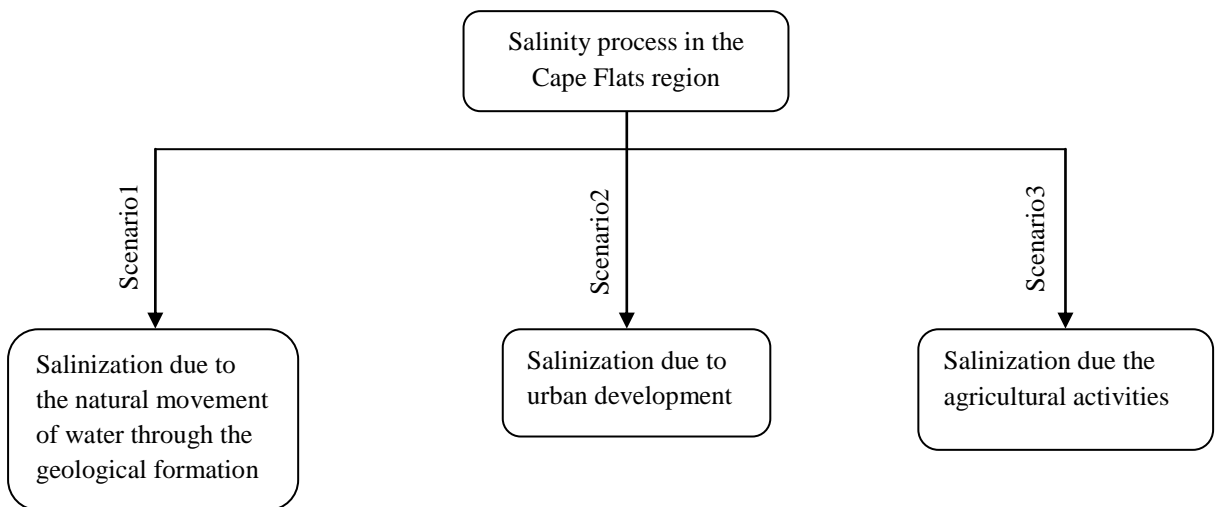 Salinity process in the
Cape Flats region
Scenario1
Scenario2
Scenario3
Salinization due to
the natural movement
of water through the
geological formation
Salinization due to
urban development
Salinization due the
agricultural activities